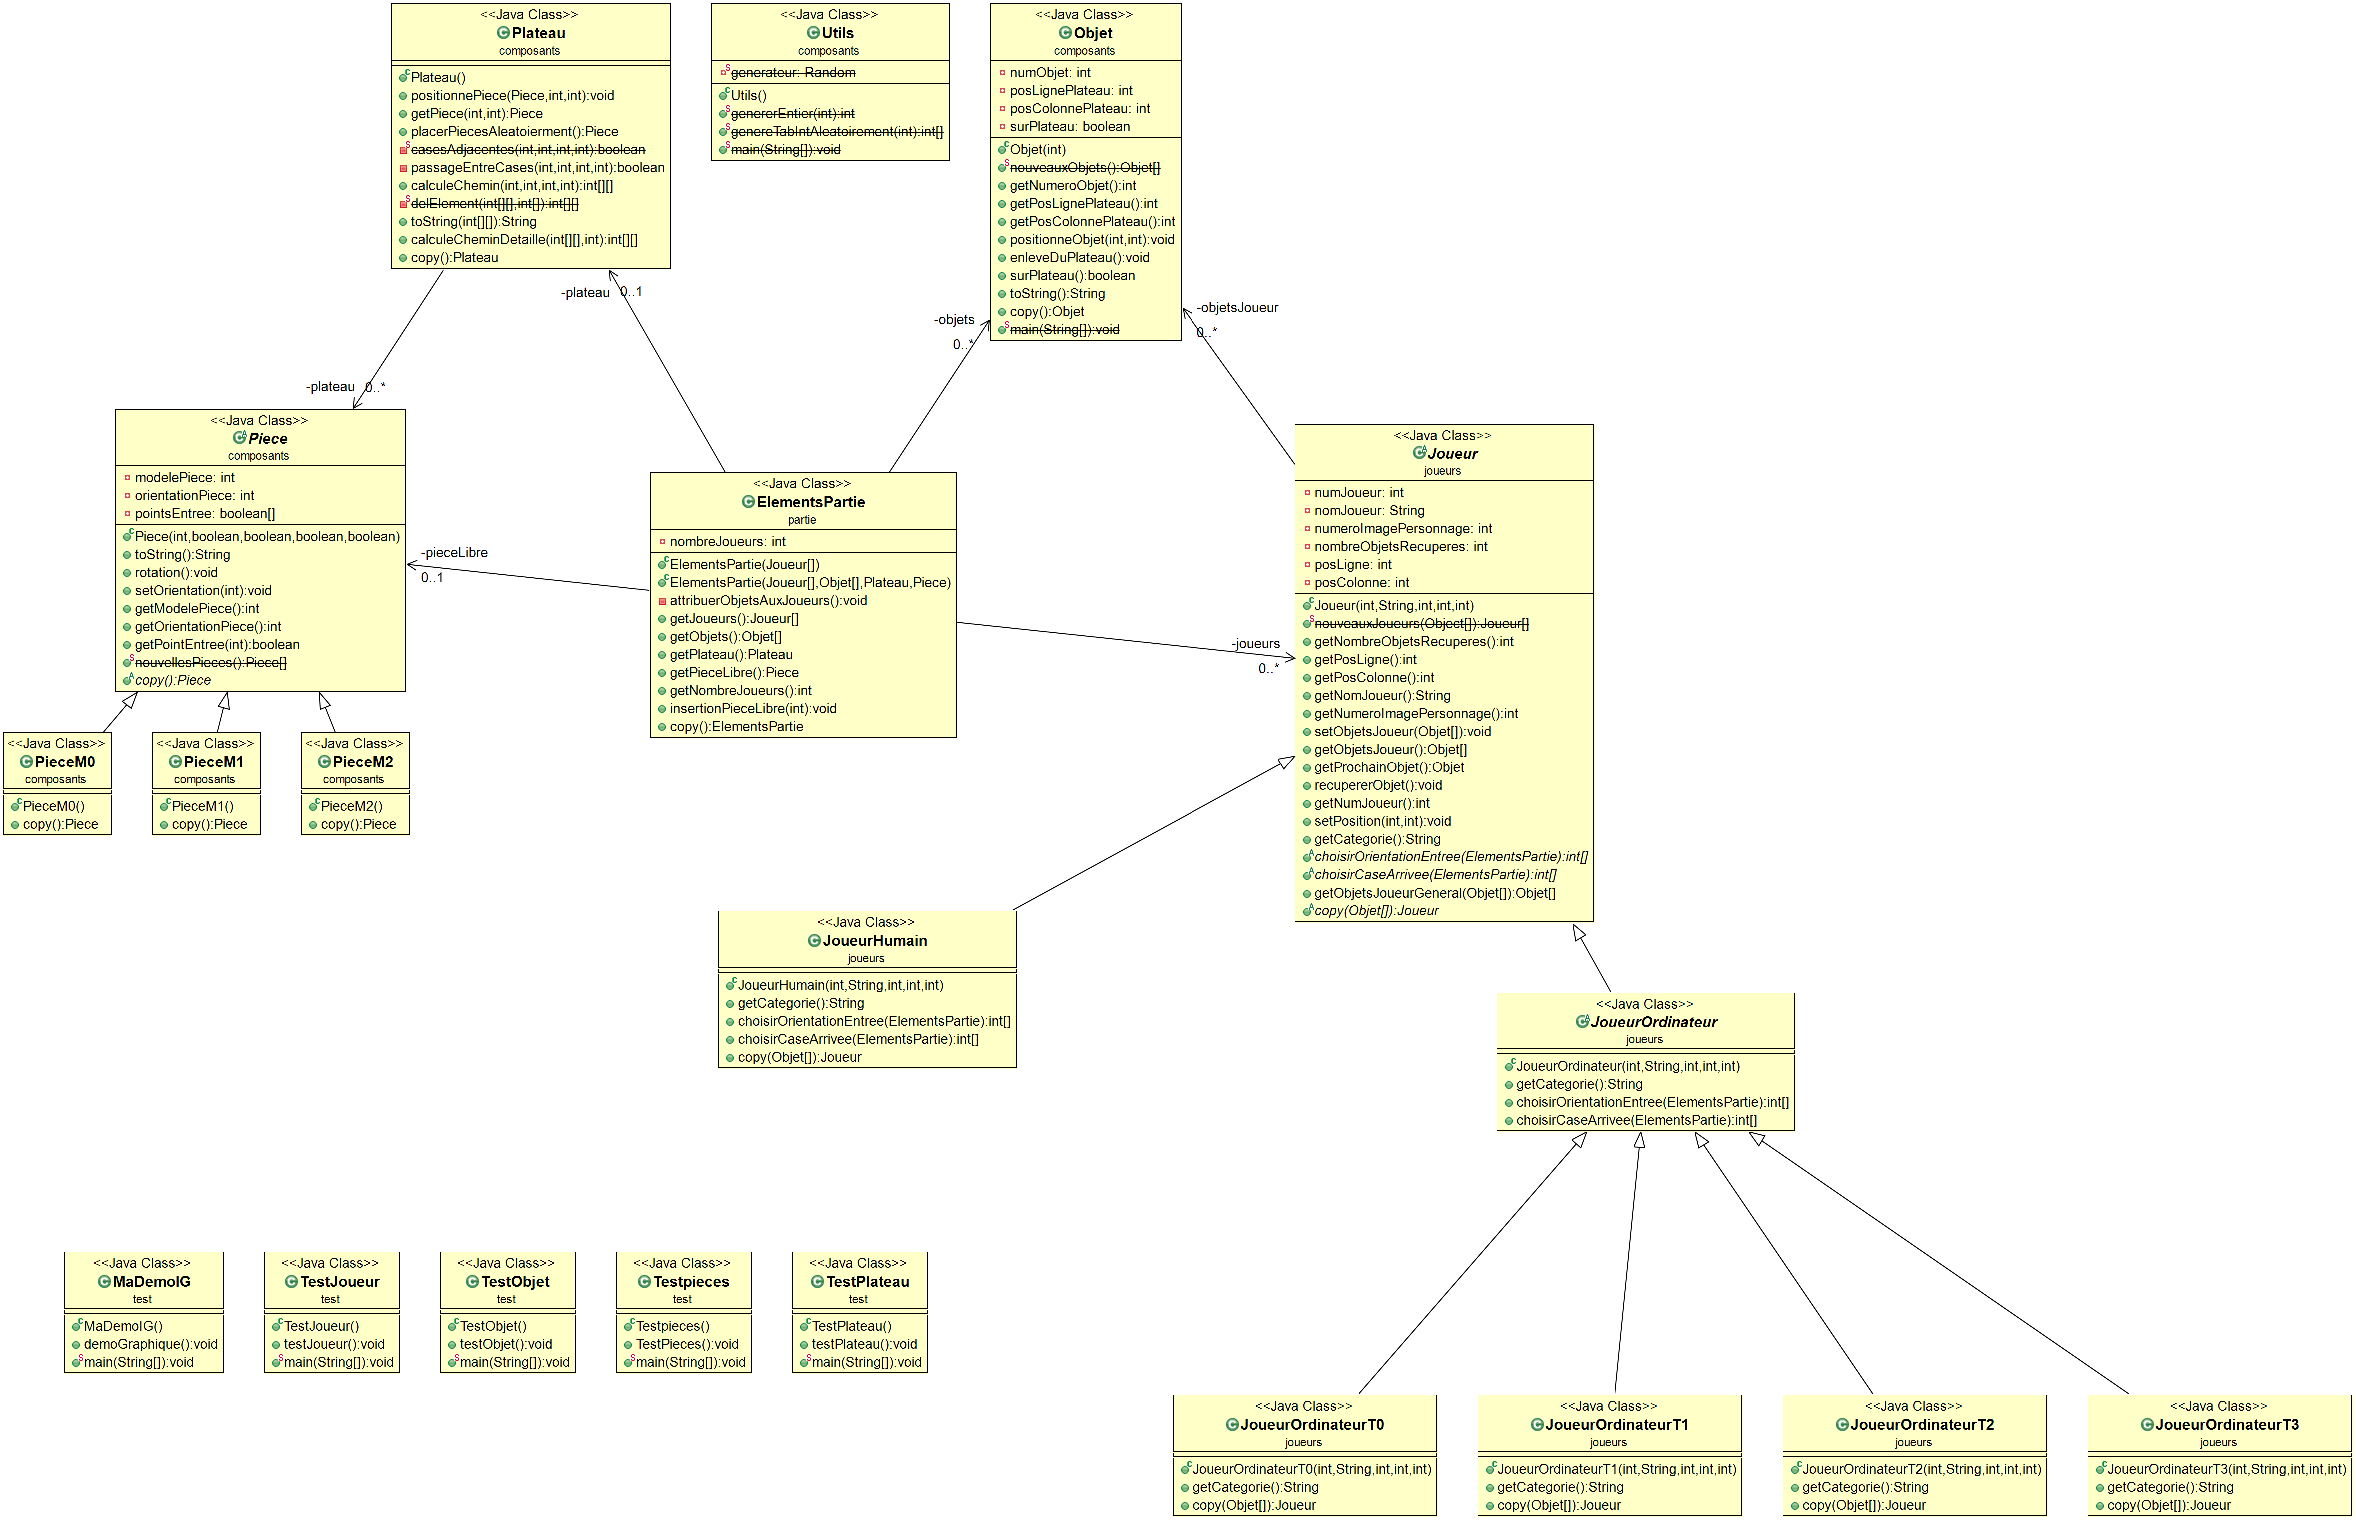 <<Java Class>>
Plateau
composants
Plateau()
positionnePiece(Piece,int,int):void
getPiece(int,int):Piece
placerPiecesAleatoierment():Piece
casesAdjacentes(int,int,int,int):boolean
passageEntreCases(int,int,int,int):boolean
calculeChemin(int,int,int,int):int[][]
delElement(int[][],int[]):int[][]
toString(int[][]):String
calculeCheminDetaille(int[][],int):int[][]
copy():Plateau
<<Java Class>>
Utils
composants
generateur: Random
Utils()
genererEntier(int):int
genereTabIntAleatoirement(int):int[]
main(String[]):void
<<Java Class>>
Objet
composants
numObjet: int
posLignePlateau: int
posColonnePlateau: int
surPlateau: boolean
Objet(int)
nouveauxObjets():Objet[]
getNumeroObjet():int
getPosLignePlateau():int
getPosColonnePlateau():int
positionneObjet(int,int):void
enleveDuPlateau():void
surPlateau():boolean
toString():String
copy():Objet
main(String[]):void
-plateau 0..1
-objets
0..*
-objetsJoueur
0..*
-plateau 0..*
<<Java Class>>
Piece
composants
modelePiece: int
orientationPiece: int
pointsEntree: boolean[]
Piece(int,boolean,boolean,boolean,boolean)
toString():String
rotation():void
setOrientation(int):void
getModelePiece():int
getOrientationPiece():int
getPointEntree(int):boolean
nouvellesPieces():Piece[]
copy():Piece
-pieceLibre
0..1
<<Java Class>>
ElementsPartie
partie
nombreJoueurs: int
ElementsPartie(Joueur[])
ElementsPartie(Joueur[],Objet[],Plateau,Piece)
attribuerObjetsAuxJoueurs():void
getJoueurs():Joueur[]
getObjets():Objet[]
getPlateau():Plateau
getPieceLibre():Piece
getNombreJoueurs():int
insertionPieceLibre(int):void
copy():ElementsPartie
-joueurs
0..*
<<Java Class>>
Joueur
joueurs
numJoueur: int
nomJoueur: String
numeroImagePersonnage: int
nombreObjetsRecuperes: int
posLigne: int
posColonne: int
Joueur(int,String,int,int,int)
nouveauxJoueurs(Object[]):Joueur[]
getNombreObjetsRecuperes():int
getPosLigne():int
getPosColonne():int
getNomJoueur():String
getNumeroImagePersonnage():int
setObjetsJoueur(Objet[]):void
getObjetsJoueur():Objet[]
getProchainObjet():Objet
recupererObjet():void
getNumJoueur():int
setPosition(int,int):void
getCategorie():String
choisirOrientationEntree(ElementsPartie):int[]
choisirCaseArrivee(ElementsPartie):int[]
getObjetsJoueurGeneral(Objet[]):Objet[]
copy(Objet[]):Joueur
<<Java Class>>
PieceM0
composants
PieceM0()
copy():Piece
<<Java Class>>
PieceM1
composants
PieceM1()
copy():Piece
<<Java Class>>
PieceM2
composants
PieceM2()
copy():Piece
<<Java Class>>
JoueurHumain
joueurs
JoueurHumain(int,String,int,int,int)
getCategorie():String
choisirOrientationEntree(ElementsPartie):int[]
choisirCaseArrivee(ElementsPartie):int[]
copy(Objet[]):Joueur
<<Java Class>>
JoueurOrdinateur
joueurs
JoueurOrdinateur(int,String,int,int,int)
getCategorie():String
choisirOrientationEntree(ElementsPartie):int[]
choisirCaseArrivee(ElementsPartie):int[]
<<Java Class>>
MaDemoIG
test
MaDemoIG()
demoGraphique():void
main(String[]):void
<<Java Class>>
TestJoueur
test
TestJoueur()
testJoueur():void
main(String[]):void
<<Java Class>>
TestObjet
test
TestObjet()
testObjet():void
main(String[]):void
<<Java Class>>
Testpieces
test
Testpieces()
TestPieces():void
main(String[]):void
<<Java Class>>
TestPlateau
test
TestPlateau()
testPlateau():void
main(String[]):void
<<Java Class>>
JoueurOrdinateurT0
joueurs
JoueurOrdinateurT0(int,String,int,int,int)
getCategorie():String
copy(Objet[]):Joueur
<<Java Class>>
JoueurOrdinateurT1
joueurs
JoueurOrdinateurT1(int,String,int,int,int)
getCategorie():String
copy(Objet[]):Joueur
<<Java Class>>
JoueurOrdinateurT2
joueurs
JoueurOrdinateurT2(int,String,int,int,int)
getCategorie():String
copy(Objet[]):Joueur
<<Java Class>>
JoueurOrdinateurT3
joueurs
JoueurOrdinateurT3(int,String,int,int,int)
getCategorie():String
copy(Objet[]):Joueur